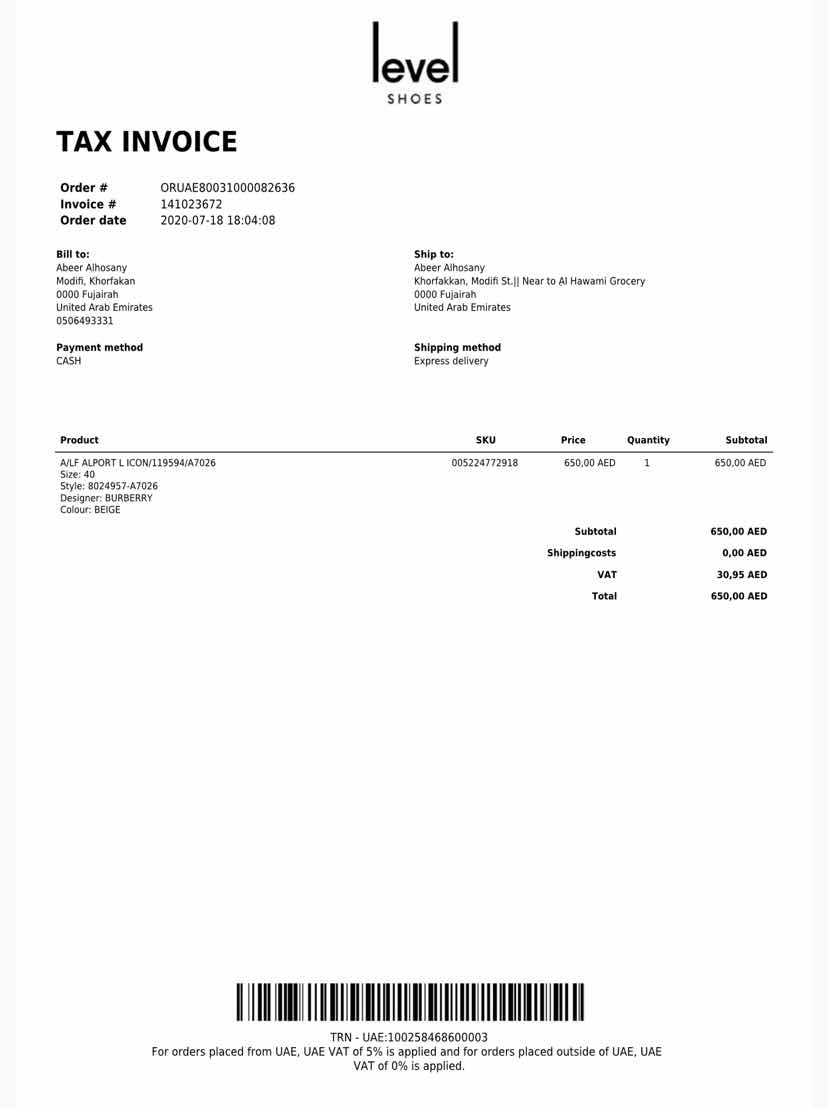 level
SHOES
TAX INVOICE
Order # ORUAE80031000082636
Invoice # 141023672
Order date 2020-07-18 18:04:08
Bill to:
Abeer Alhosany
Modifi, Khorfakan
0000 Fujairah
United Arab Emirates
0506493331
Ship to:
Abeer Alhosany
Khorfakkan, Modifi St.|| Near to Al Hawami Grocery
0000 Fujairah
United Arab Emirates
Payment method
CASH
Shipping method
Express delivery
Product SKU Price Quantity Subtotal
A/LF ALPORT L ICON/119594/A7026 005224772918 650,00 AED 1 650,00 AED
Size: 40
Style: 8024957-A7026
Designer: BURBERRY
Colour: BEIGE
Subtotal 650,00 AED
Shippingcosts 0,00 AED
VAT 30,95 AED
Total 650,00 AED
TRN - UAE:100258468600003
For orders placed from UAE, UAE VAT of 5% is applied and for orders placed outside of UAE, UAE
VAT of 0% is applied.